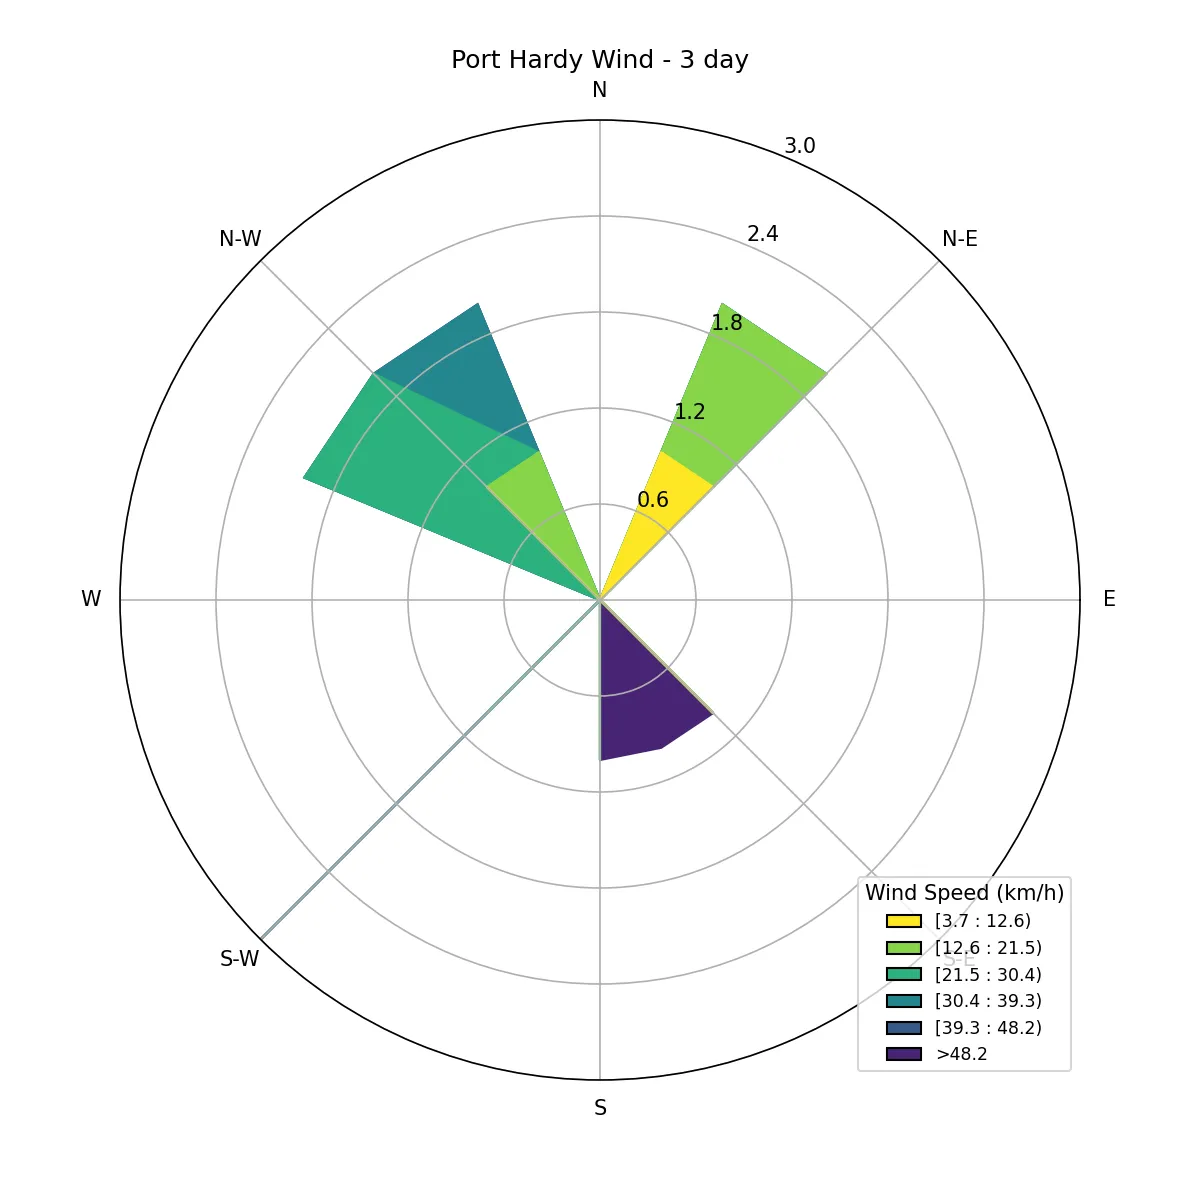 Port Hardy Wind - 3 day
N
3.0
N-W
N-E
2.4
1.8
1.2
0.6
W
E
Wind Speed (km/h)
[3.7 : 12.6)
[12.6 : 21.5)
S-W
S-E
[21.5 : 30.4)
[30.4 : 39.3)
[39.3 : 48.2)
>48.2
S